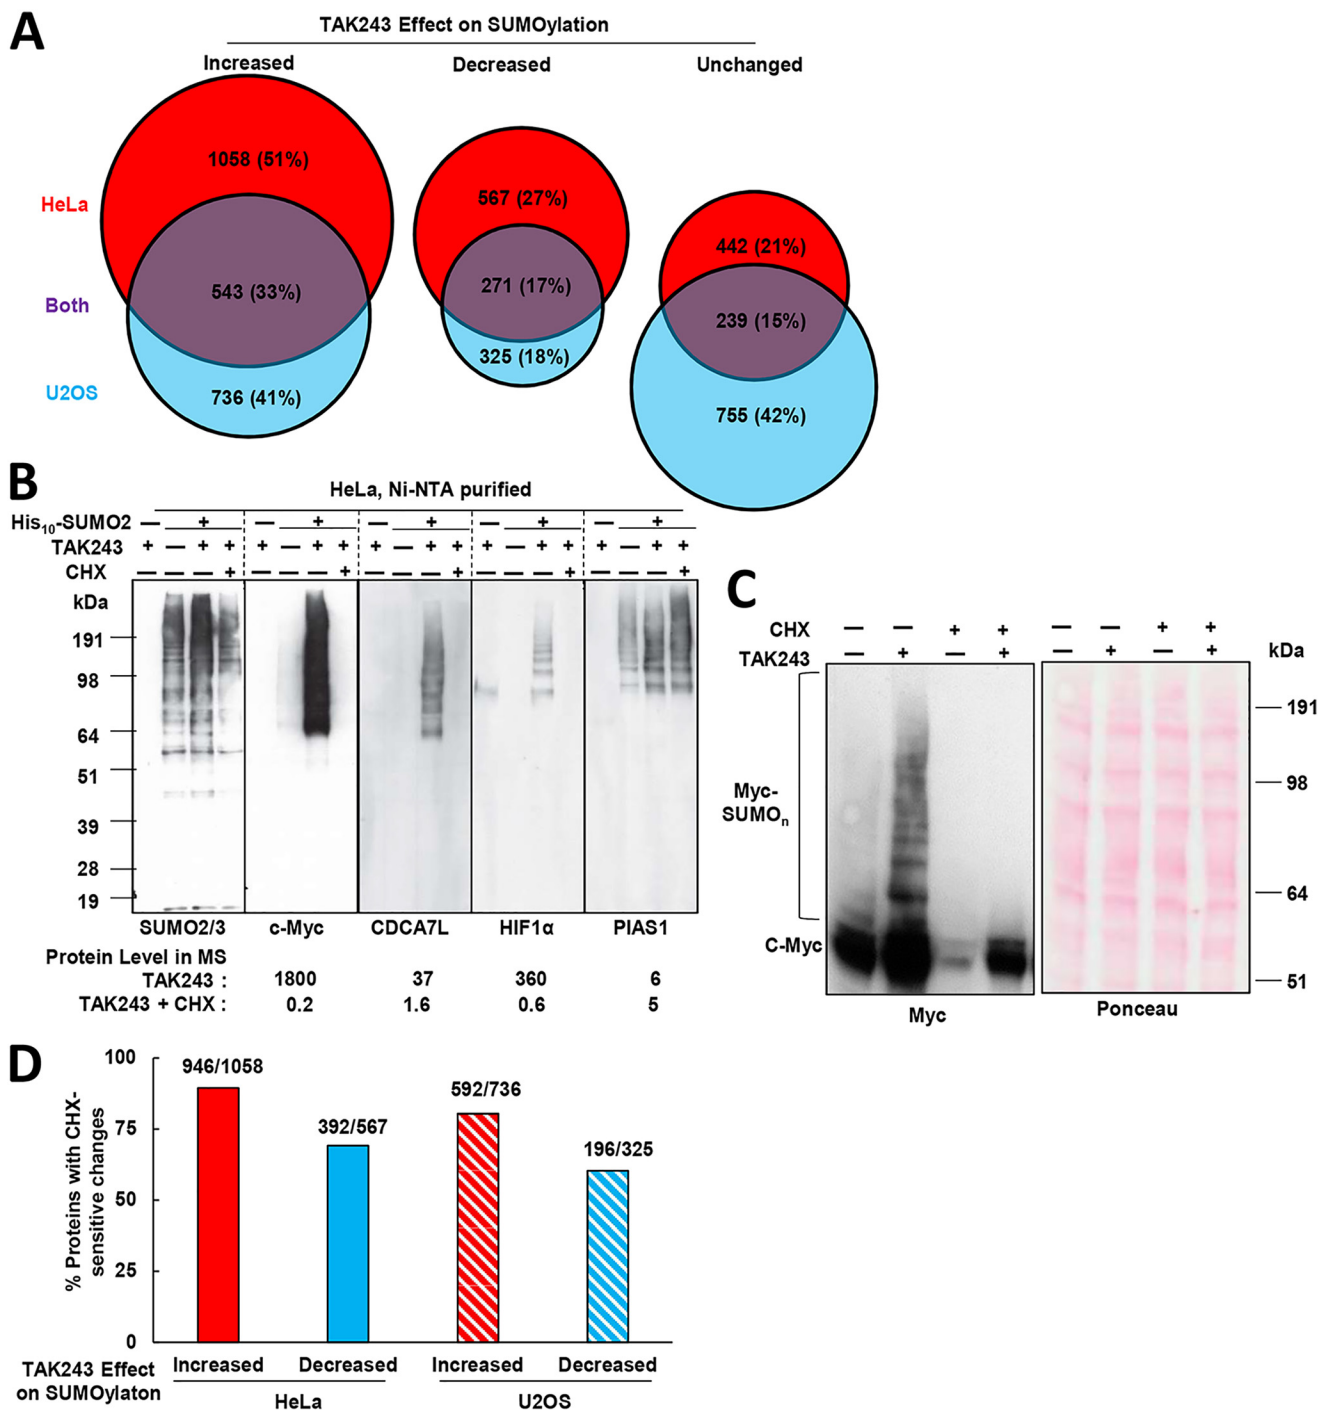 A
TAK243 Effect on SUMOylation
Increased Decreased Unchanged
1058 (51%)
567 (27%)
HeLa
442 (21%)
543 (33%)
271 (17%)
Both
239 (15%)
325 (18%)
U2OS
736 (41%)
755 (42%)
B
HeLa, Ni-NTA purified
His10-SUMO2 — + — + — + — + — +
TAK243 + — + + + — + + + — + + + — + + + — + +
CHX — — — + — — — + — — — + — — — + — — — +
kDa
191
98
64
51
39
28
19
SUMO2/3 c-Myc CDCA7L HIF1α PIAS1
Protein Level in MS
TAK243 : 1800 37 360 6
TAK243 + CHX : 0.2 1.6 0.6 5
C
CHX — — + + — — + +
TAK243 — + — + — + — + kDa
191
98
Myc-
SUMOn
64
C-Myc
51
Myc Ponceau
D
% Proteins with CHX-
sensitive changes
100
75
50
25
0
946/1058
392/567
592/736
196/325
TAK243 Effect
on SUMOylaton
Increased Decreased Increased Decreased
HeLa U2OS